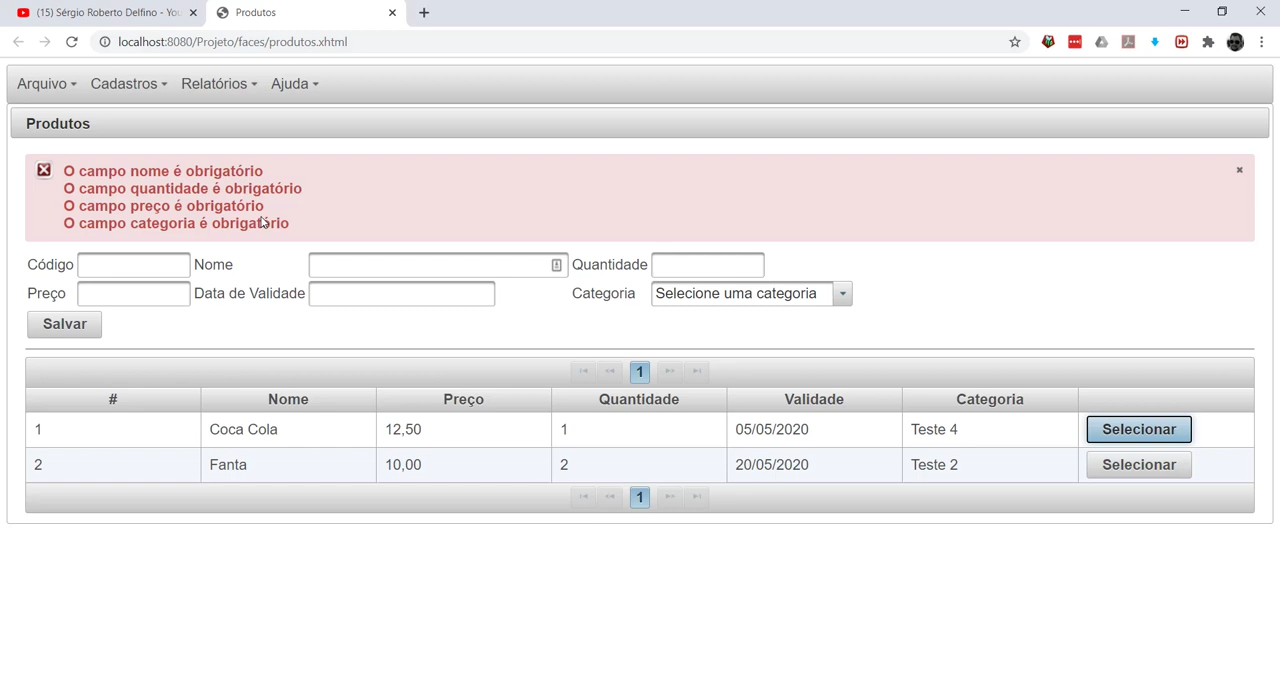 (15) Sérgio Roberto Delfino - You
Produtos
localhost:8080/Projeto/faces/produtos.xhtml
Arquivo Cadastros Relatórios Ajuda
Produtos
O campo nome é obrigatório
O campo quantidade é obrigatório
O campo preço é obrigatório
O campo categoria é obrigatório
Código Nome Quantidade
Preço Data de Validade Categoria Selecione uma categoria
Salvar
1
# Nome Preço Quantidade Validade Categoria
1 Coca Cola 12,50 1 05/05/2020 Teste 4 Selecionar
2 Fanta 10,00 2 20/05/2020 Teste 2 Selecionar
1